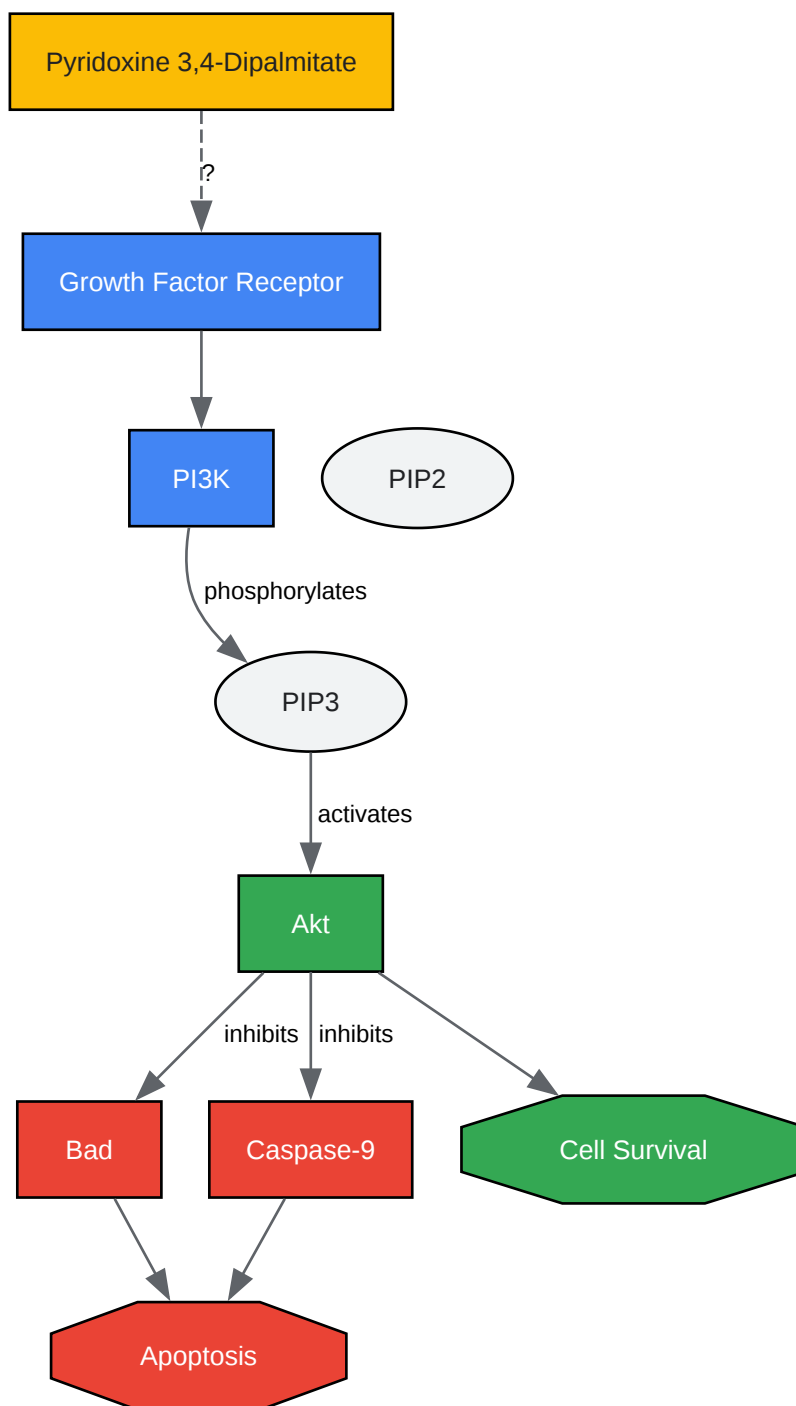 Pyridoxine 3,4-Dipalmitate
?
Growth Factor Receptor
PI3K
PIP2
phosphorylates
PIP3
activates
Akt
inhibits
inhibits
Bad
Caspase-9
Cell Survival
Apoptosis